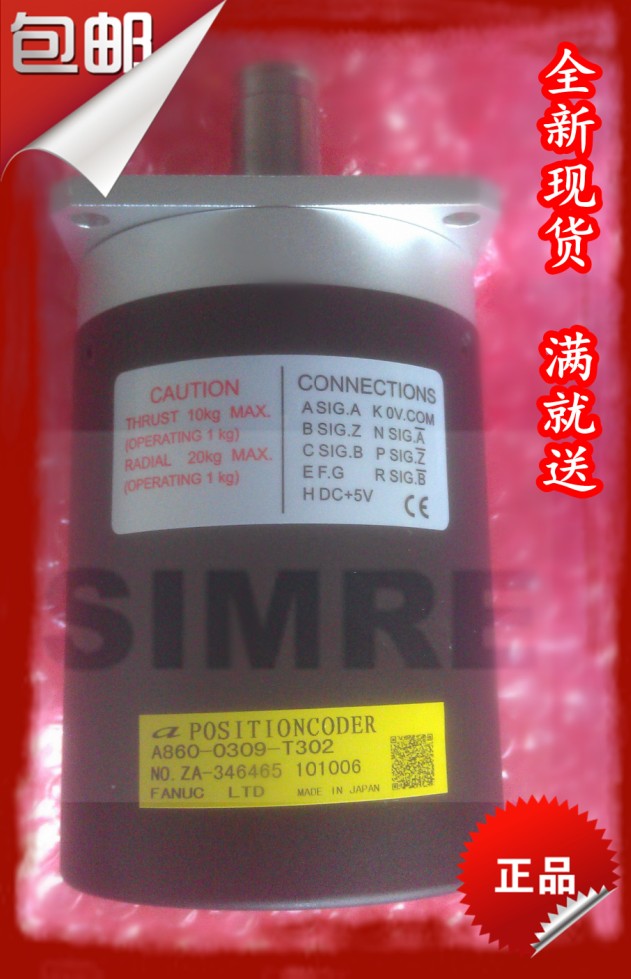 包邮
全新现货
满就送
CAUTION
THRUST 10kg MAX.
(OPERATING 1 kg)
RADIAL 20kg MAX.
(OPERATING 1 kg)
CONNECTIONS
A SIG.A K 0V.COM
B SIG.Z N SIG.A̅
C SIG.B P SIG.Z̅
E F.G R SIG.B̅
H DC+5V
CE
SIMRE
α POSITIONCODER
A860-0309-T302
NO. ZA-346465 101006
FANUC LTD MADE IN JAPAN
正品